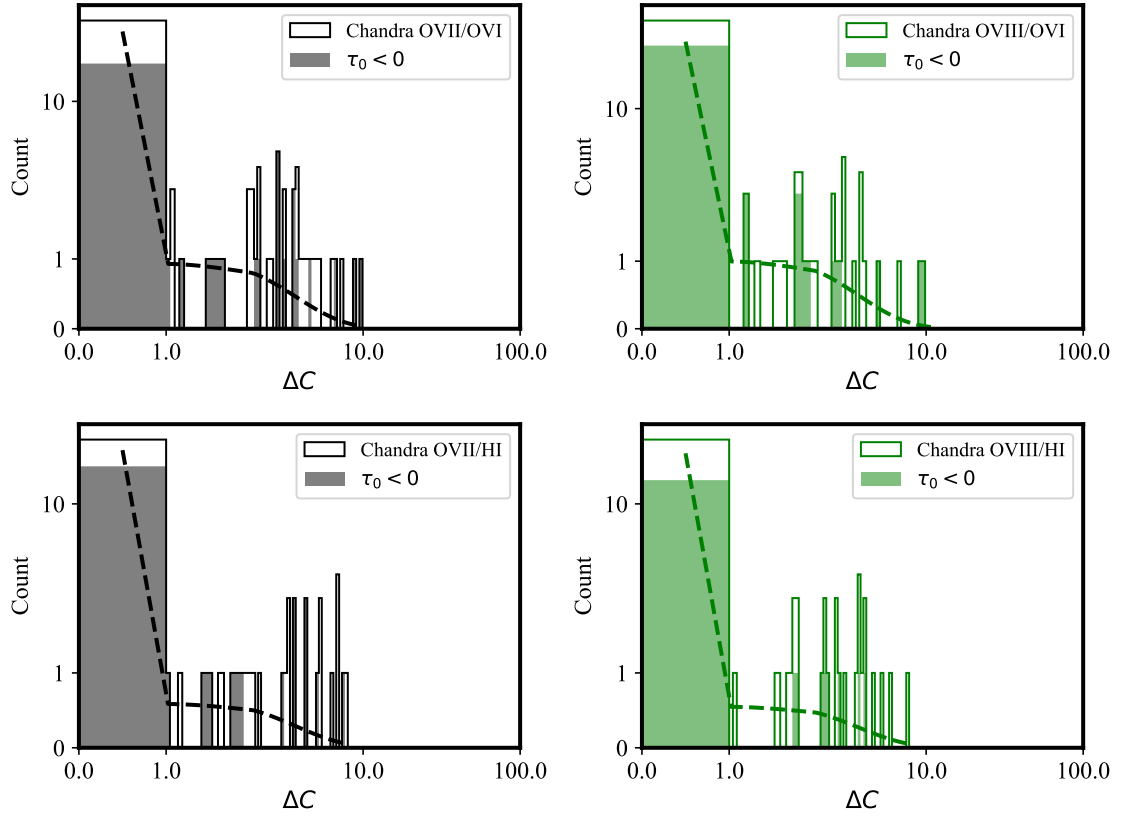 Chandra OVII/OVI
τ₀ < 0
Count
10
1
0
0.0 1.0 10.0 100.0
ΔC
Chandra OVIII/OVI
τ₀ < 0
Count
10
1
0
0.0 1.0 10.0 100.0
ΔC
Chandra OVII/HI
τ₀ < 0
Count
10
1
0
0.0 1.0 10.0 100.0
ΔC
Chandra OVIII/HI
τ₀ < 0
Count
10
1
0
0.0 1.0 10.0 100.0
ΔC